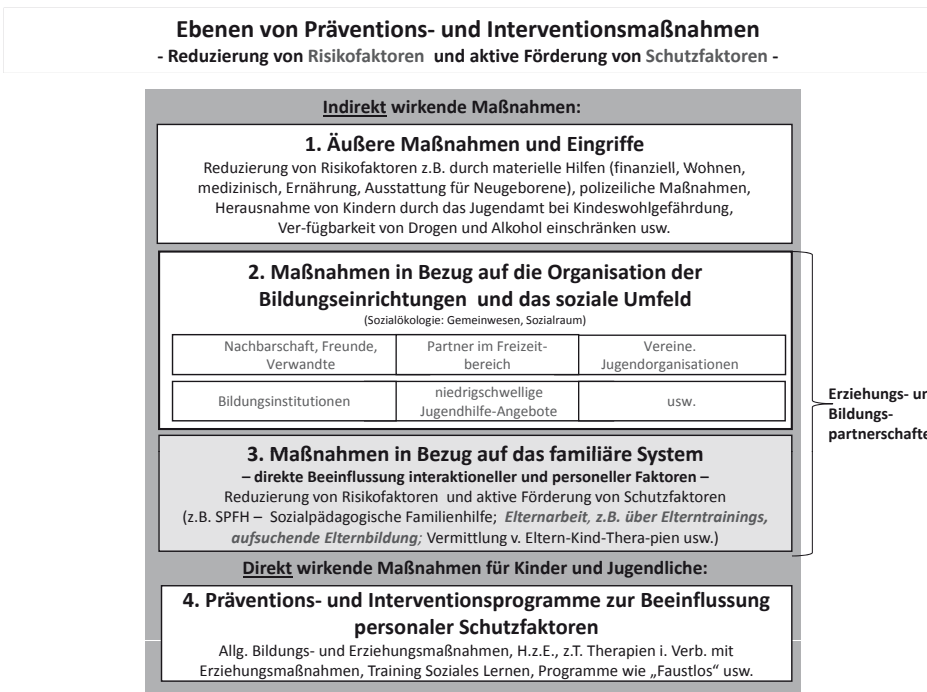 Ebenen von Präventions- und Interventionsmaßnahmen
- Reduzierung von Risikofaktoren und aktive Förderung von Schutzfaktoren -
Indirekt wirkende Maßnahmen:
1. Äußere Maßnahmen und Eingriffe
Reduzierung von Risikofaktoren z.B. durch materielle Hilfen (finanziell, Wohnen,
medizinisch, Ernährung, Ausstattung für Neugeborene), polizeiliche Maßnahmen,
Herausnahme von Kindern durch das Jugendamt bei Kindeswohlgefährdung,
Ver-fügbarkeit von Drogen und Alkohol einschränken usw.
2. Maßnahmen in Bezug auf die Organisation der
Bildungseinrichtungen und das soziale Umfeld
(Sozialökologie: Gemeinwesen, Sozialraum)
Nachbarschaft, Freunde,
Verwandte
Partner im Freizeit-
bereich
Vereine.
Jugendorganisationen
Bildungsinstitutionen
niedrigschwellige
Jugendhilfe-Angebote
usw.
Erziehungs- un
Bildungs-
partnerschafte
3. Maßnahmen in Bezug auf das familiäre System
– direkte Beeinflussung interaktioneller und personeller Faktoren –
Reduzierung von Risikofaktoren und aktive Förderung von Schutzfaktoren
(z.B. SPFH – Sozialpädagogische Familienhilfe; Elternarbeit, z.B. über Elterntrainings,
aufsuchende Elternbildung; Vermittlung v. Eltern-Kind-Thera-pien usw.)
Direkt wirkende Maßnahmen für Kinder und Jugendliche:
4. Präventions- und Interventionsprogramme zur Beeinflussung
personaler Schutzfaktoren
Allg. Bildungs- und Erziehungsmaßnahmen, H.z.E., z.T. Therapien i. Verb. mit
Erziehungsmaßnahmen, Training Soziales Lernen, Programme wie „Faustlos“ usw.